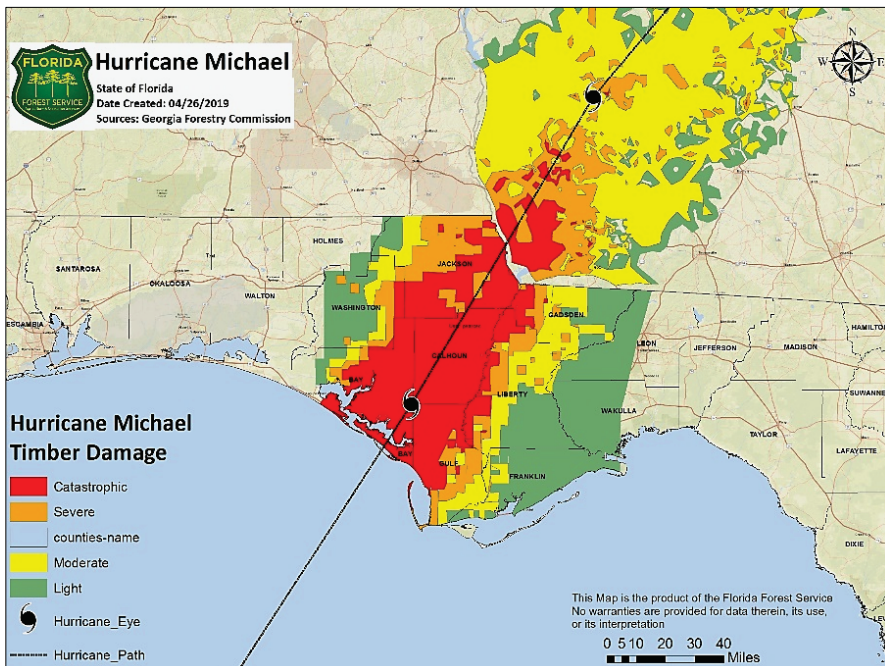 FLORIDA
FOREST SERVICE
Hurricane Michael
State of Florida
Date Created: 04/26/2019
Sources: Georgia Forestry Commission
N
W
E
S
HOLMES
JACKSON
SANTAROSA
OKALOOSA
WALTON
WASHINGTON
GADSDEN
ESCAMBIA
LEON
JEFFERSON
MADISON
HAMILTON
CALHOUN
BAY
LIBERTY
SUWANNEE
WAKULLA
TAYLOR
LAFAYETTE
BAY
GULF
FRANKLIN
DIXIE
Hurricane Michael
Timber Damage
Catastrophic
Severe
counties-name
Moderate
Light
Hurricane_Eye
Hurricane_Path
This Map is the product of the Florida Forest Service
No warranties are provided for data therein, its use,
or its interpretation
0 5 10 20 30 40
Miles